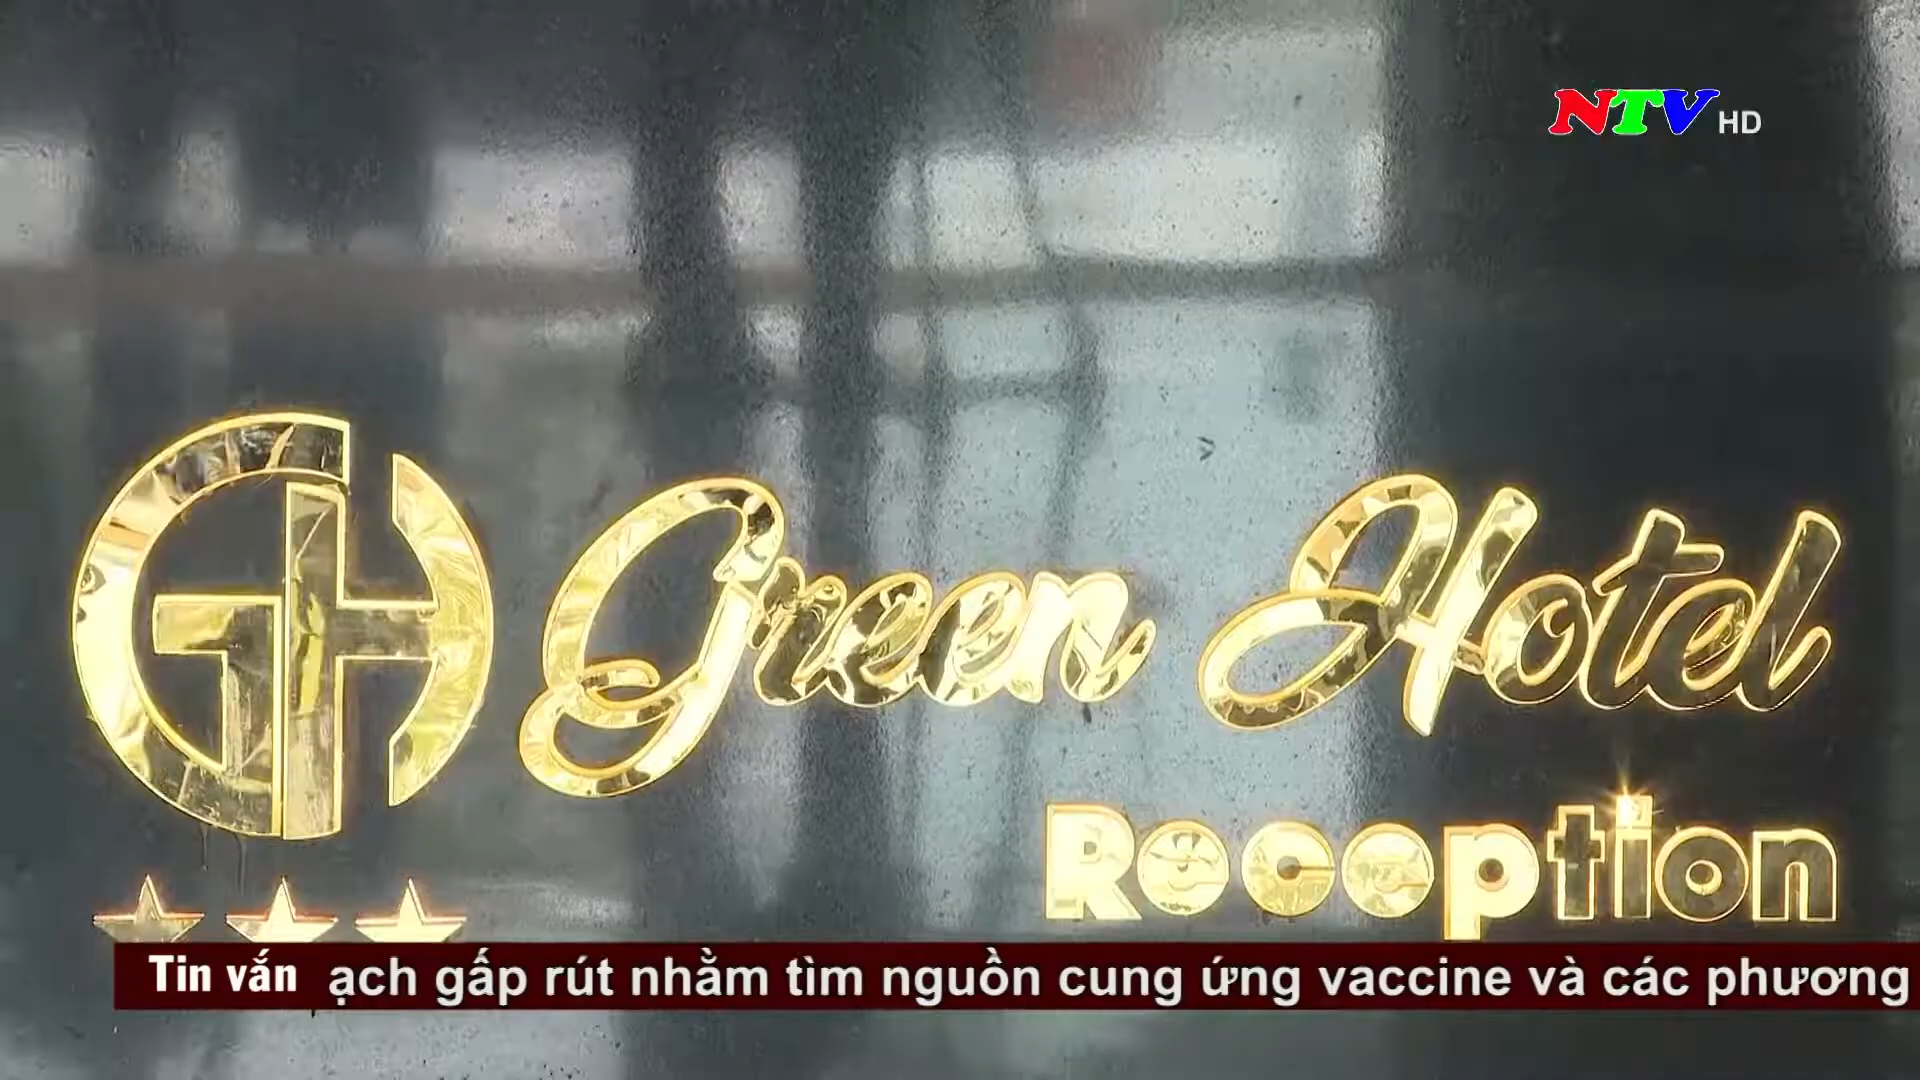 NTV HD
GH
Green Hotel
Reception
Tin vắn ạch gấp rút nhằm tìm nguồn cung ứng vaccine và các phương